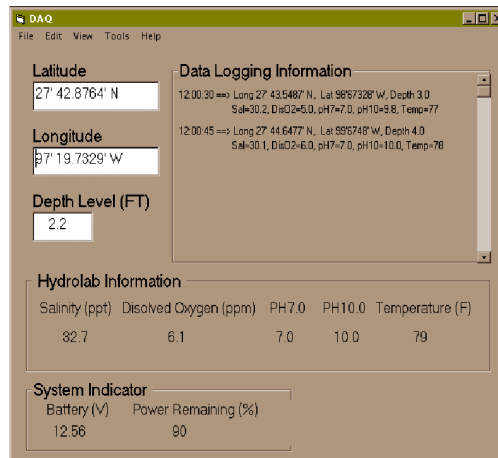 DAQ
File Edit View Tools Help
Latitude
27' 42.8764' N
Longitude
97' 19.7329' W
Depth Level (FT)
2.2
Data Logging Information
12:00:30 ==> Long 27' 43.5487' N, Lat 98'67328' W, Depth 3.0
Sal=30.2, DisO2=5.0, pH7=7.0, pH10=9.8, Temp=77
12:00:45 ==> Long 27' 44.6477' N, Lat 99'6748' W, Depth 4.0
Sal=30.1, DisO2=6.0, pH7=7.0, pH10=10.0, Temp=78
Hydrolab Information
Salinity (ppt) Disolved Oxygen (ppm) PH7.0 PH10.0 Temperature (F)
32.7 6.1 7.0 10.0 79
System Indicator
Battery (V) Power Remaining (%)
12.56 90